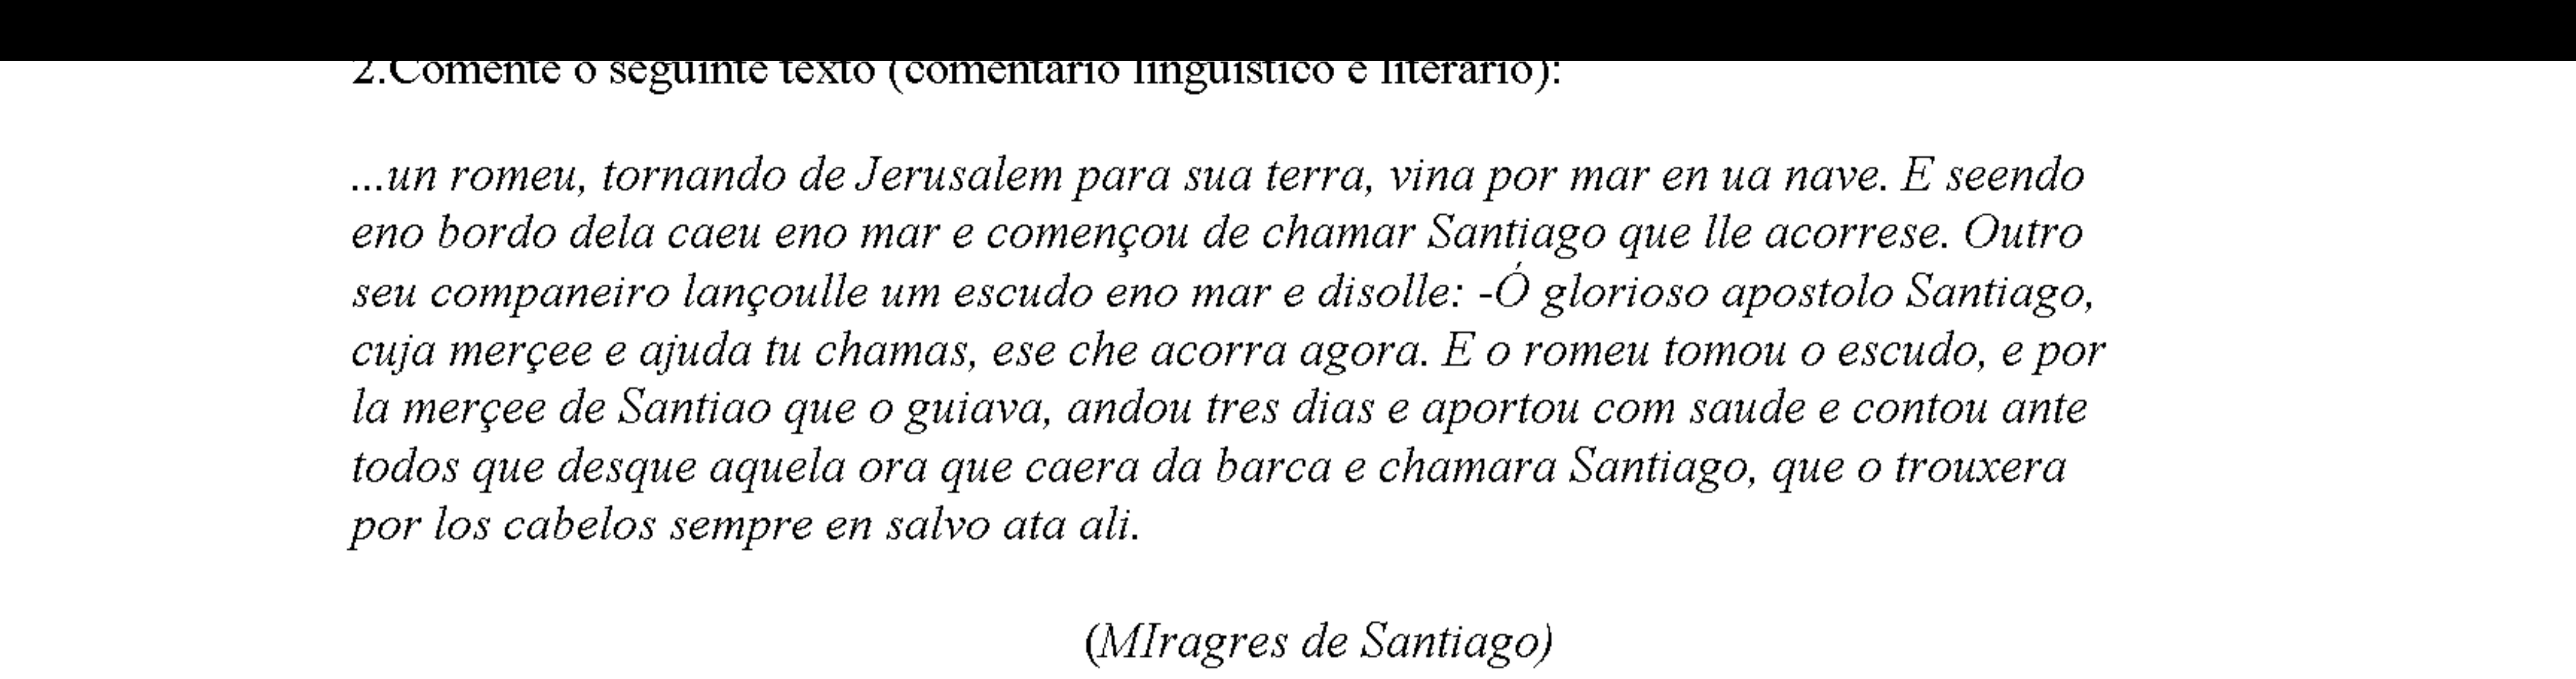 2.Comente o seguinte texto (comentário linguístico e literário):
...un romeu, tornando de Jerusalem para sua terra, vina por mar en ua nave. E seendo
eno bordo dela caeu eno mar e començou de chamar Santiago que lle acorrese. Outro
seu companeiro lançoulle um escudo eno mar e disolle: -Ó glorioso apostolo Santiago,
cuja merçee e ajuda tu chamas, ese che acorra agora. E o romeu tomou o escudo, e por
la merçee de Santiao que o guiava, andou tres dias e aportou com saude e contou ante
todos que desque aquela ora que caera da barca e chamara Santiago, que o trouxera
por los cabelos sempre en salvo ata ali.
(MIragres de Santiago)